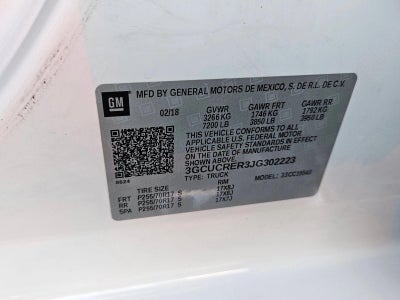 GM
MFD BY GENERAL MOTORS DE MEXICO, S. DE R.L. DE C.V.
02/18 GVWR GAWR FRT GAWR RR
3266 KG 1746 KG 1792 KG
7200 LB 3850 LB 3950 LB
THIS VEHICLE CONFORMS TO ALL
APPLICABLE U.S. FEDERAL MOTOR
VEHICLE SAFETY STANDARDS IN
EFFECT ON THE DATE OF
MANUFACTURE SHOWN ABOVE.
3GCUCRER3JG302223
TYPE: TRUCK MODEL:
TIRE SIZE RIM
FRT P255/70R17 S 17X8J
RR P255/70R17 S 17X8J
SPA P255/70R17 S 17X7J